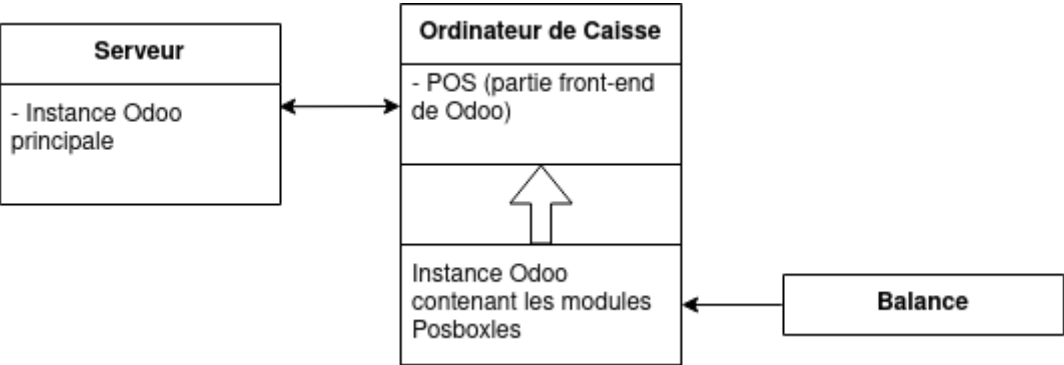 Serveur
- Instance Odoo
principale
Ordinateur de Caisse
- POS (partie front-end
de Odoo)
Instance Odoo
contenant les modules
Posboxles
Balance